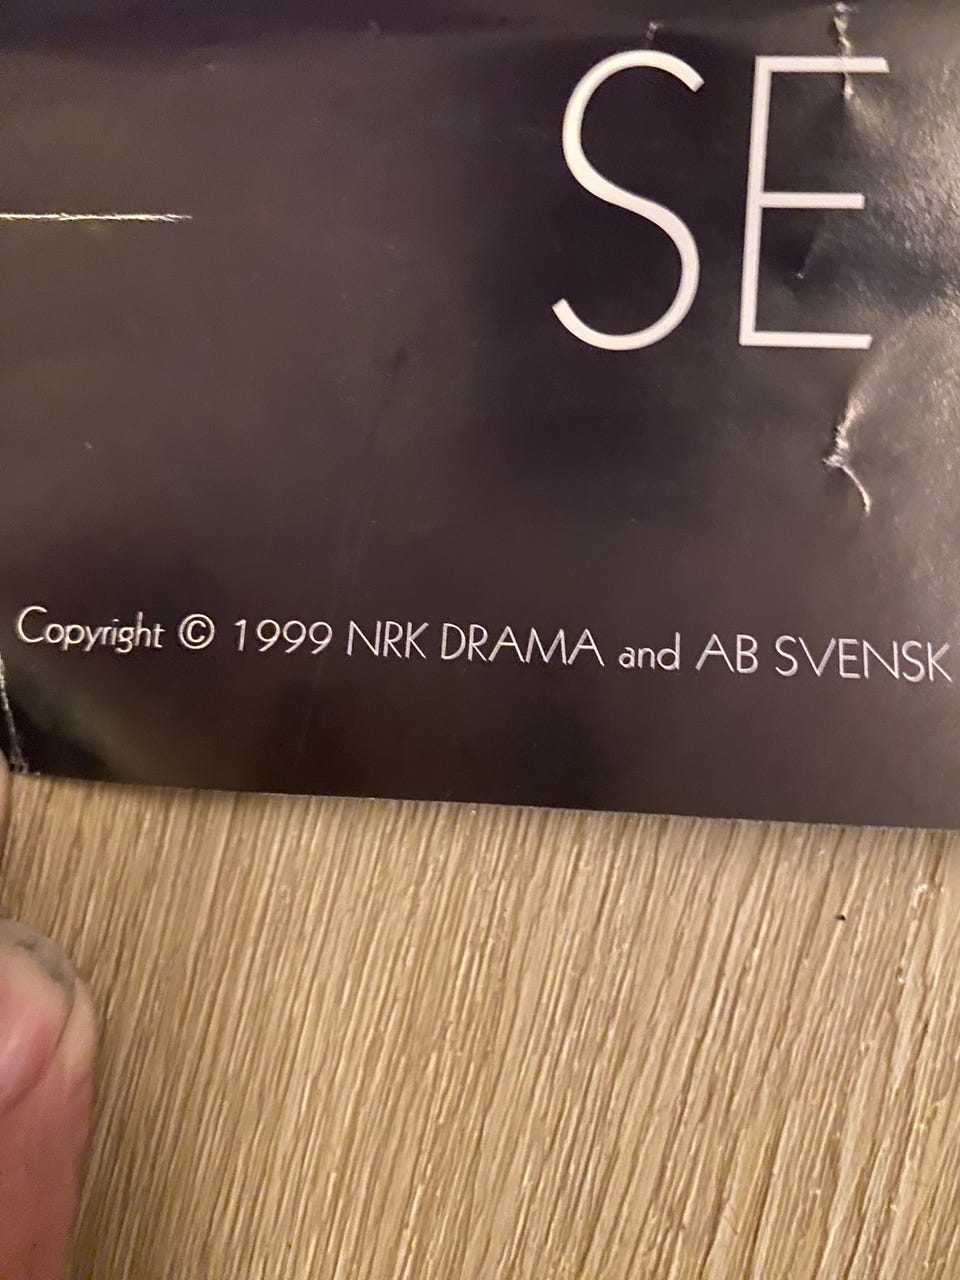 SE
Copyright © 1999 NRK DRAMA and AB SVENSK